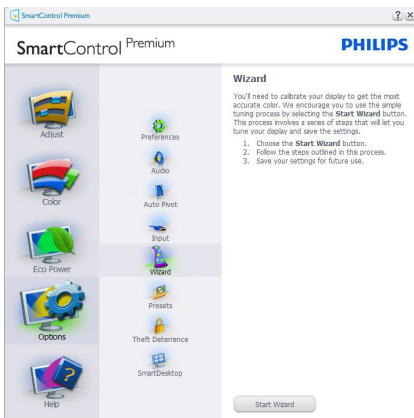 SmartControl Premium
? ×
SmartControl Premium
PHILIPS
Adjust
Color
Eco Power
Options
Help
Preferences
Audio
Auto Pivot
Input
Wizard
Presets
Theft Deterrence
SmartDesktop
Wizard
You'll need to calibrate your display to get the most
accurate color. We encourage you to use the simple
tuning process by selecting the Start Wizard button.
This process involves a series of steps that will let you
tune your display and save the settings.
1. Choose the Start Wizard button.
2. Follow the steps outlined in this process.
3. Save your settings for future use.
Start Wizard